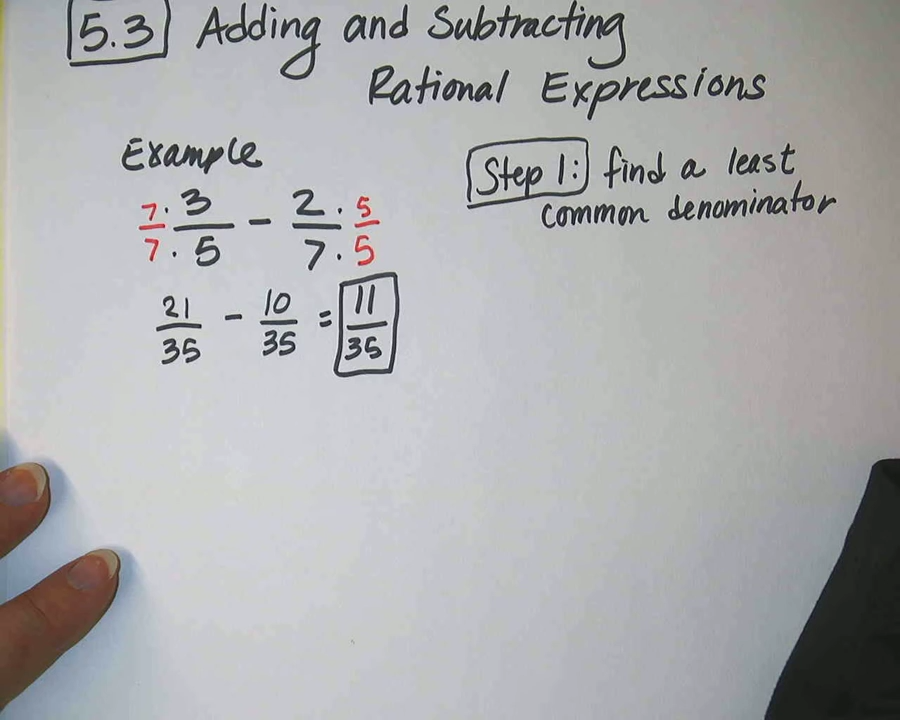 5.3 Adding and Subtracting
Rational Expressions
Example
Step 1: find a least
common denominator
7/7 · 3/5 - 2/7 · 5/5
21/35 - 10/35 = 11/35